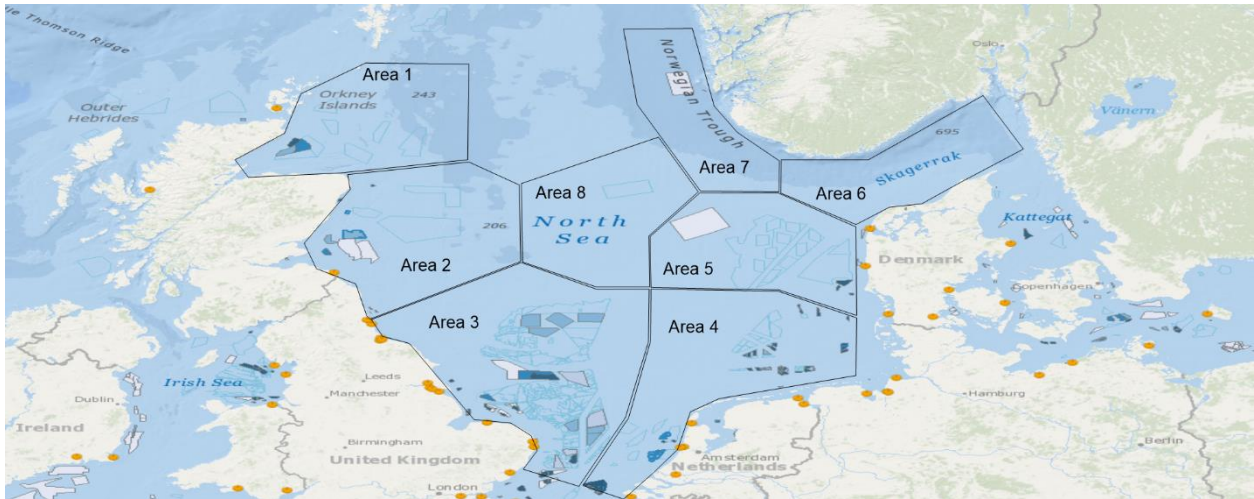 ie Thomson Ridge
Outer
Hebrides
Area 1
Orkney
Islands
243
Norwegian Trough
Oslo
Vänern
695
Skagerrak
Area 7
Area 6
Area 8
North
Sea
206
Area 2
Area 5
Kattegat
Denmark
Copenhagen
Area 3
Area 4
Irish Sea
Leeds
Manchester
Dublin
Ireland
Birmingham
United Kingdom
London
Amsterdam
Netherlands
Hamburg
Berlin